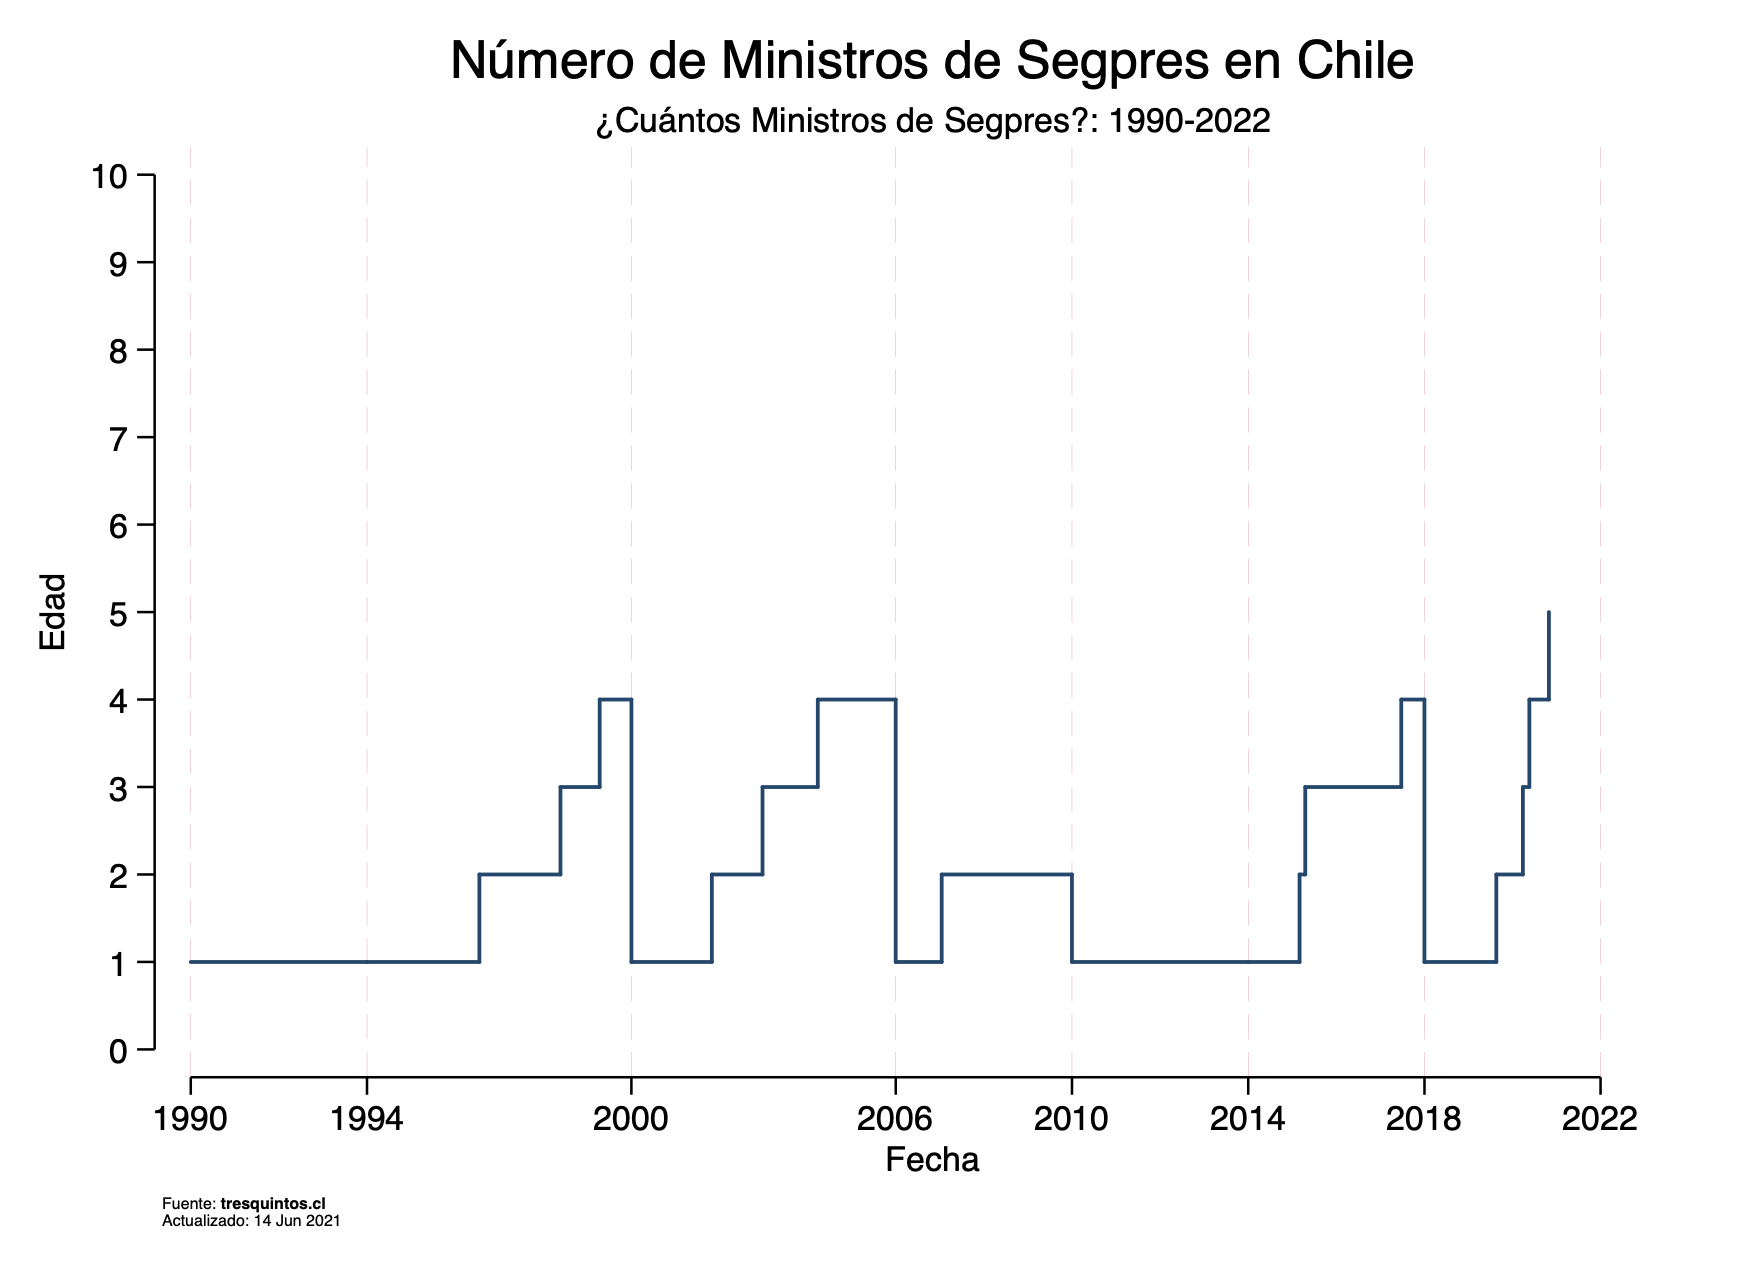 Número de Ministros de Segpres en Chile
¿Cuántos Ministros de Segpres?: 1990-2022
10
9
8
7
6
5
4
3
2
1
0
Edad
1990 1994 2000 2006 2010 2014 2018 2022
Fecha
Fuente: tresquintos.cl
Actualizado: 14 Jun 2021